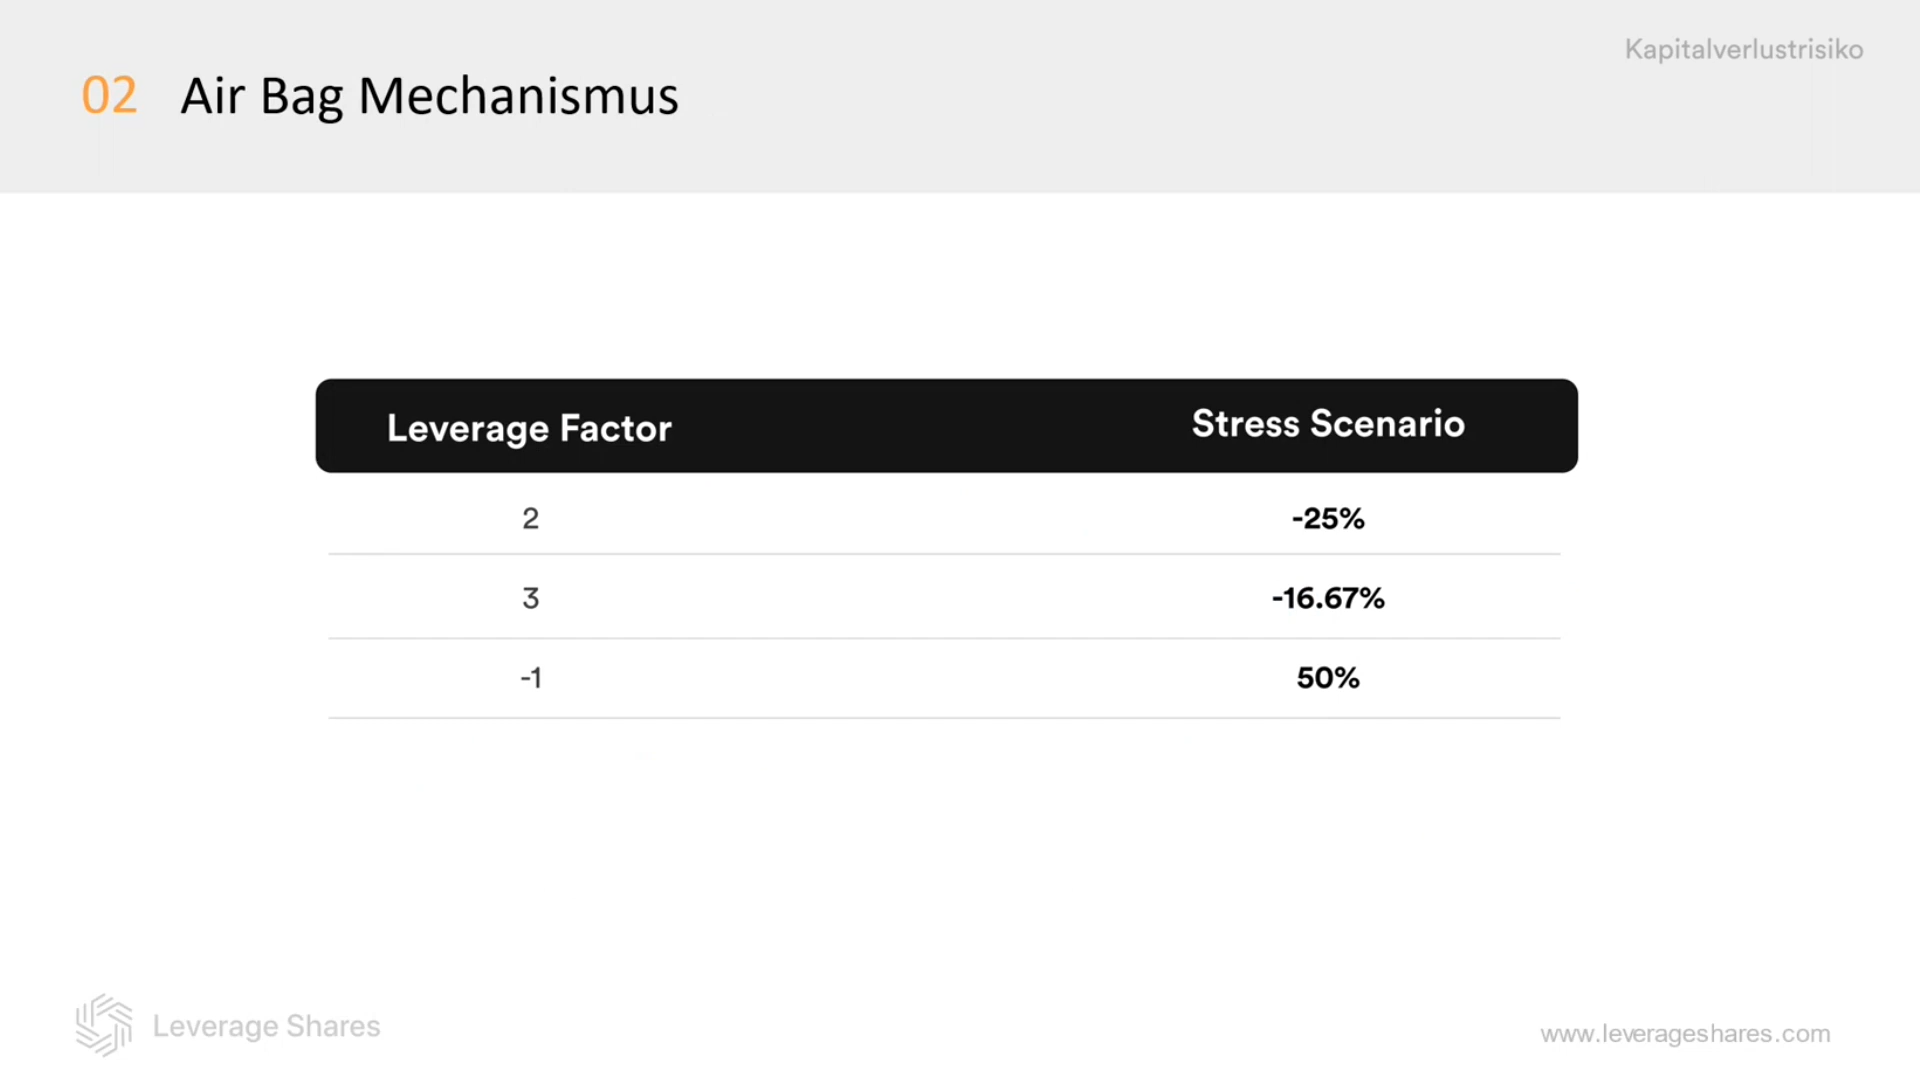 Kapitalverlustrisiko
02 Air Bag Mechanismus
Leverage Factor Stress Scenario
2 -25%
3 -16.67%
-1 50%
Leverage Shares
www.leverageshares.com